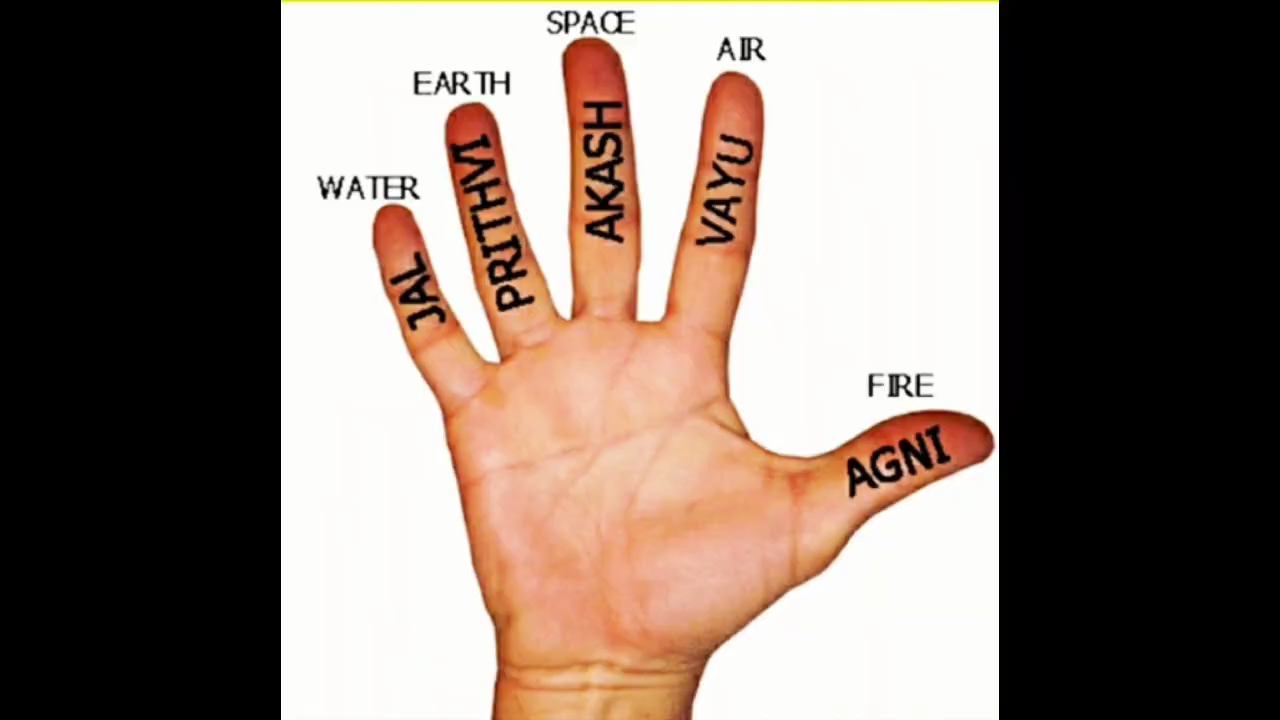 SPACE
AIR
EARTH
WATER
FIRE
AKASH
VAYU
PRITHVI
JAL
AGNI